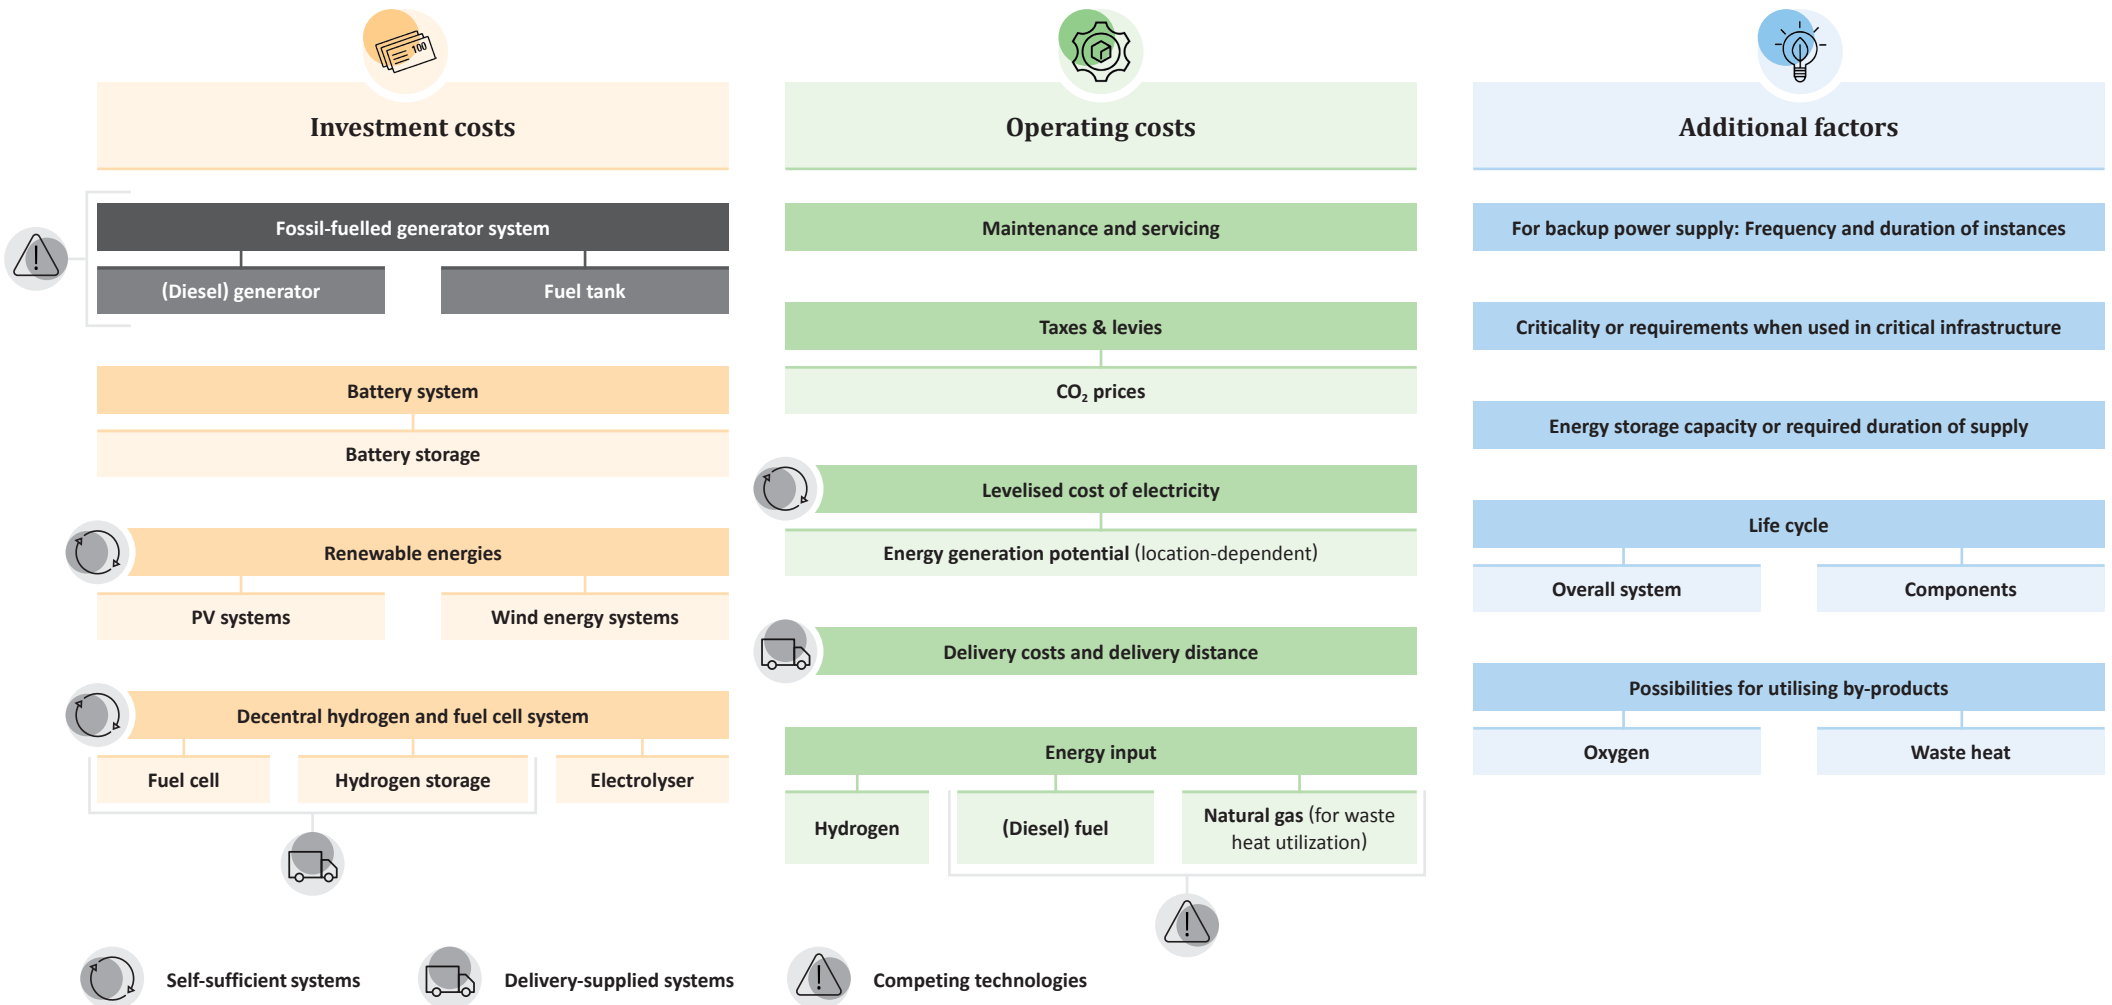 100
Investment costs
Fossil-fuelled generator system
(Diesel) generator
Fuel tank
Battery system
Battery storage
Renewable energies
PV systems
Wind energy systems
Decentral hydrogen and fuel cell system
Fuel cell
Hydrogen storage
Electrolyser
Operating costs
Maintenance and servicing
Taxes & levies
CO₂ prices
Levelised cost of electricity
Energy generation potential (location-dependent)
Delivery costs and delivery distance
Energy input
Hydrogen
(Diesel) fuel
Natural gas (for waste
heat utilization)
Additional factors
For backup power supply: Frequency and duration of instances
Criticality or requirements when used in critical infrastructure
Energy storage capacity or required duration of supply
Life cycle
Overall system
Components
Possibilities for utilising by-products
Oxygen
Waste heat
Self-sufficient systems
Delivery-supplied systems
Competing technologies